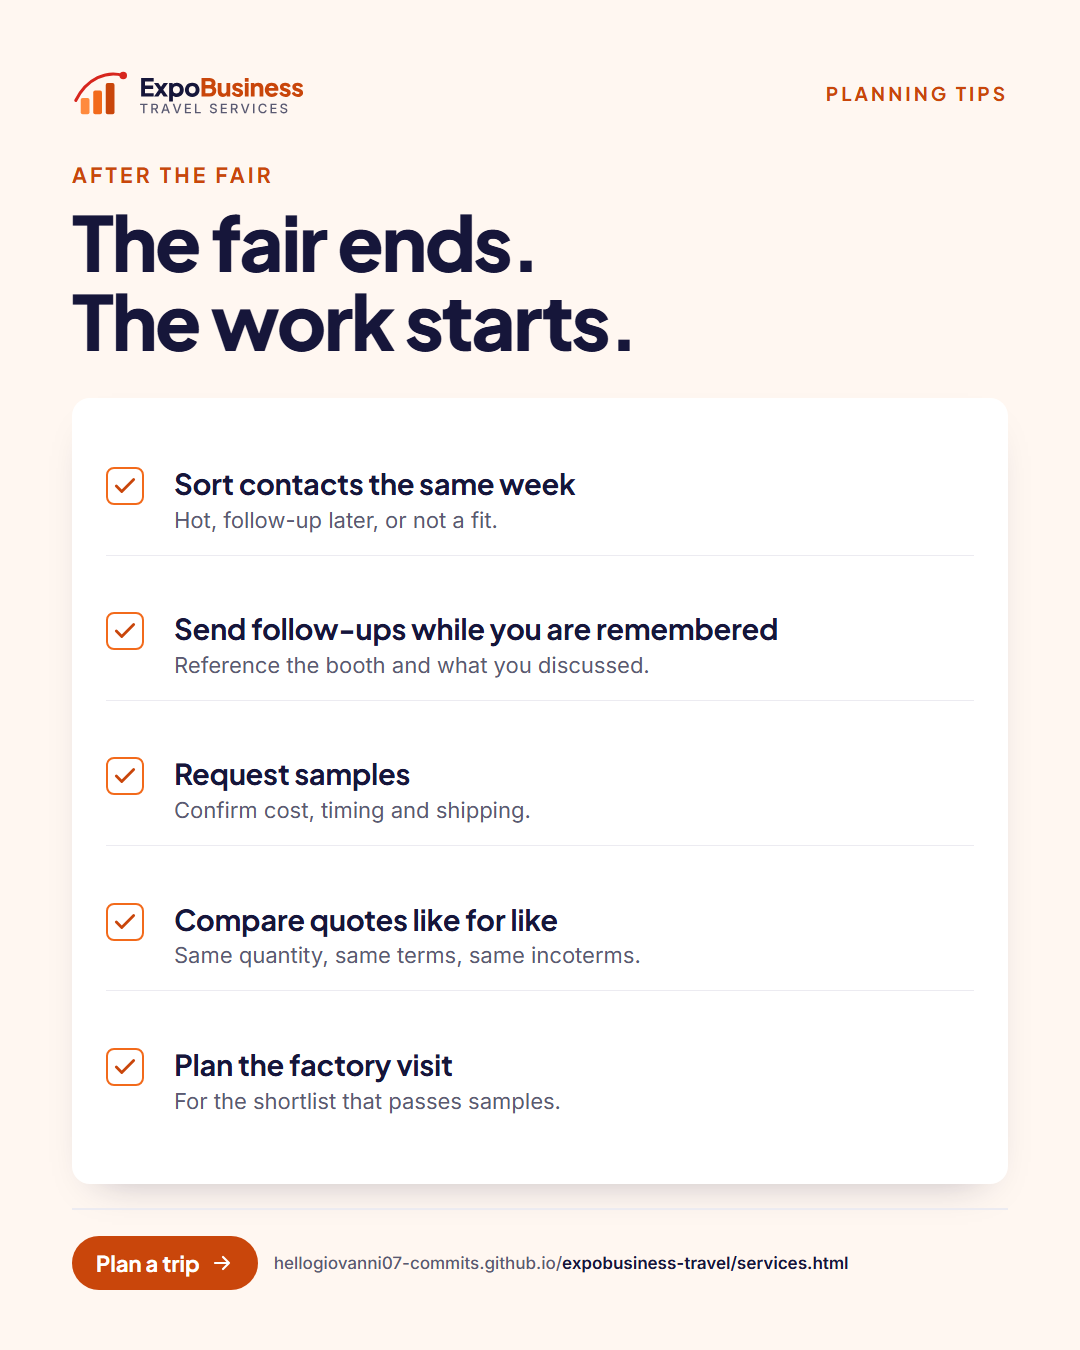 ExpoBusiness
TRAVEL SERVICES
PLANNING TIPS
AFTER THE FAIR
The fair ends.
The work starts.
Sort contacts the same week
Hot, follow-up later, or not a fit.
Send follow-ups while you are remembered
Reference the booth and what you discussed.
Request samples
Confirm cost, timing and shipping.
Compare quotes like for like
Same quantity, same terms, same incoterms.
Plan the factory visit
For the shortlist that passes samples.
Plan a trip →
hellogiovanni07-commits.github.io/expobusiness-travel/services.html